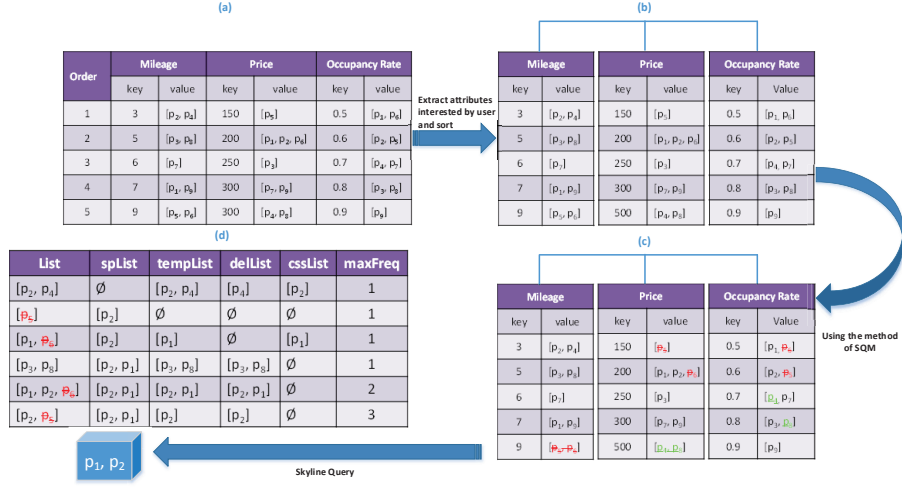 (a)
Order Mileage Price Occupancy Rate
key value key value key value
1 3 [p₂, p₄] 150 [p₅] 0.5 [p₁, p₆]
2 5 [p₃, p₈] 200 [p₁, p₂, p₆] 0.6 [p₂, p₅]
3 6 [p₇] 250 [p₃] 0.7 [p₄, p₇]
4 7 [p₁, p₉] 300 [p₇, p₉] 0.8 [p₃, p₈]
5 9 [p₅, p₆] 300 [p₄, p₈] 0.9 [p₉]
Extract attributes
interested by user
and sort
(b)
Mileage Price Occupancy Rate
key value key value key value
3 [p₂, p₄] 150 [p₅] 0.5 [p₁, p₆]
5 [p₃, p₈] 200 [p₁, p₂, p₆] 0.6 [p₂, p₅]
6 [p₇] 250 [p₃] 0.7 [p₄, p₇]
7 [p₁, p₉] 300 [p₇, p₉] 0.8 [p₃, p₈]
9 [p₅, p₆] 500 [p₄, p₈] 0.9 [p₉]
Using the method
of SQM
(c)
Mileage Price Occupancy Rate
key value key value key value
3 [p₂, p₄] 150 [p₅] 0.5 [p₁, p₆]
5 [p₃, p₈] 200 [p₁, p₂, p₆] 0.6 [p₂, p₅]
6 [p₇] 250 [p₃] 0.7 [p₄, p₇]
7 [p₁, p₉] 300 [p₇, p₉] 0.8 [p₃, p₈]
9 [p₅, p₆] 500 [p₄, p₈] 0.9 [p₉]
Skyline Query
(d)
List spList tempList delList cssList maxFreq
[p₂, p₄] Ø [p₂, p₄] [p₄] [p₂] 1
[p₅] [p₂] Ø Ø Ø 1
[p₁, p₆] [p₂] [p₁] Ø [p₁] 1
[p₃, p₈] [p₂, p₁] [p₃, p₈] [p₃, p₈] Ø 1
[p₁, p₂, p₆] [p₂, p₁] [p₂, p₁] [p₂, p₁] Ø 2
[p₂, p₅] [p₂, p₁] [p₂] [p₂] Ø 3
p₁, p₂